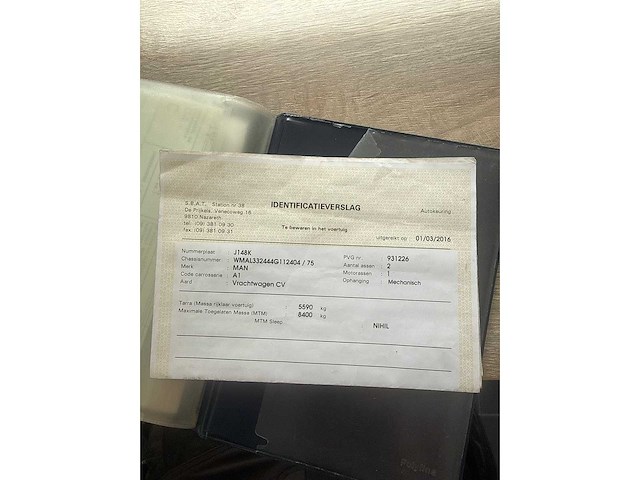 S.B.A.T. Station nr 38
De Prijkels, Venecoweg 16
9810 Nazareth
tel: (09) 381 09 30
fax: (09) 381 09 31
IDENTIFICATIEVERSLAG
Autokeuring
Te bewaren in het voertuig
uitgereikt op : 01/03/2016
Nummerplaat : J148K
Chassisnummer : WMAL332444G112404 / 75
Merk : MAN
Code carrosserie : A1
Aard : Vrachtwagen CV
PVG nr : 931226
Aantal assen : 2
Motorassen : 1
Ophanging : Mechanisch
Tarra (Massa rijklaar voertuig) : 5590 kg
Maximale Toegelaten Massa (MTM) : 8400 kg
MTM Sleep : NIHIL